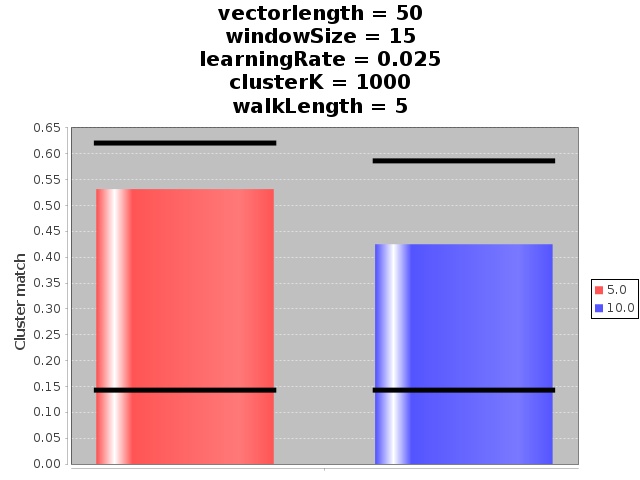 vectorlength = 50
windowSize = 15
learningRate = 0.025
clusterK = 1000
walkLength = 5
0.65
0.60
0.55
0.50
0.45
0.40
0.35
0.30
0.25
0.20
0.15
0.10
0.05
0.00
Cluster match
5.0
10.0